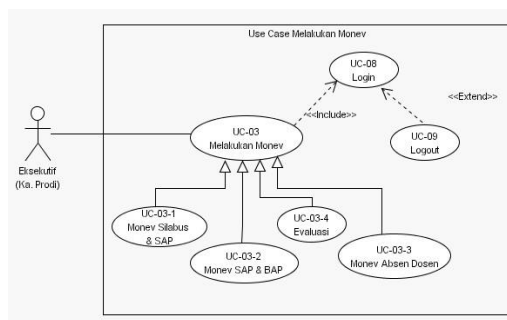 Use Case Melakukan Monev
UC-08
Login
<<Include>>
<<Extend>>
UC-09
Logout
UC-03
Melakukan Monev
Eksekutif
(Ka. Prodi)
UC-03-1
Monev Silabus
& SAP
UC-03-4
Evaluasi
UC-03-2
Monev SAP & BAP
UC-03-3
Monev Absen Dosen